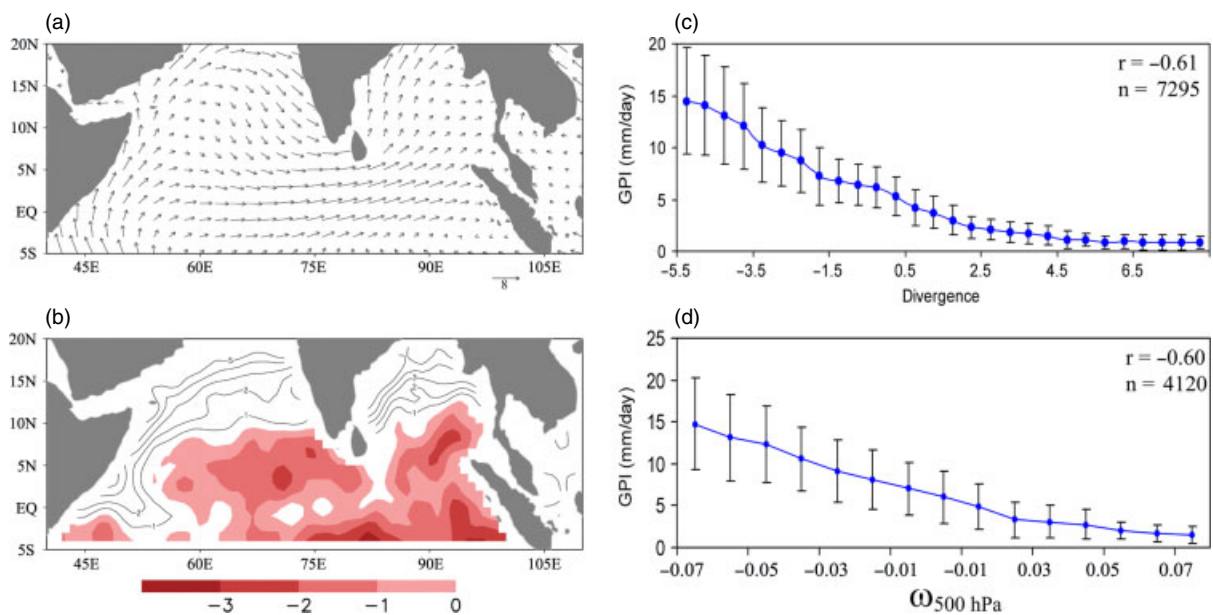 (a)
20N
15N
10N
5N
EQ
5S
45E 60E 75E 90E 105E
8
(b)
20N
15N
10N
5N
EQ
5S
45E 60E 75E 90E 105E
−3 −2 −1 0
(c)
GPI (mm/day)
20
15
10
5
0
r = −0.61
n = 7295
−5.5 −3.5 −1.5 0.5 2.5 4.5 6.5
Divergence
(d)
GPI (mm/day)
25
20
15
10
5
0
r = −0.60
n = 4120
−0.07 −0.05 −0.03 −0.01 −0.01 0.03 0.05 0.07
ω500 hPa